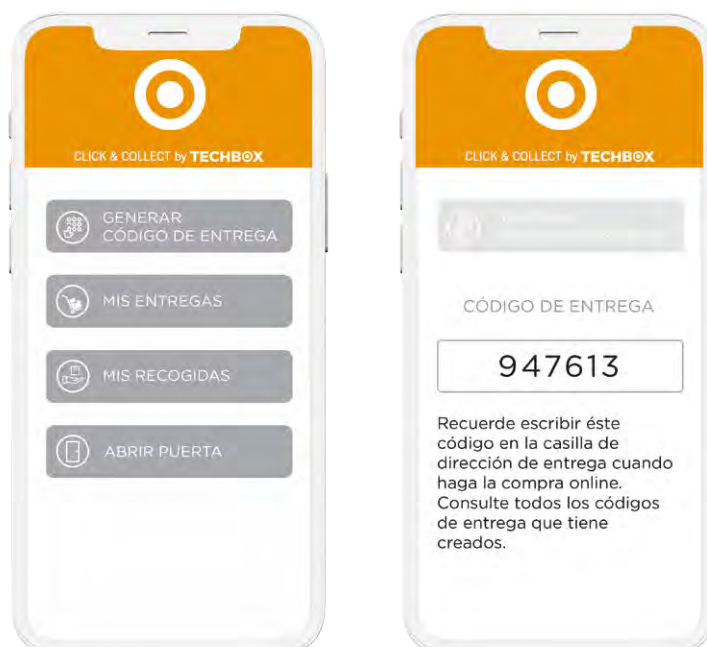 CLICK & COLLECT by TECHBOX
GENERAR
CÓDIGO DE ENTREGA
MIS ENTREGAS
MIS RECOGIDAS
ABRIR PUERTA
CLICK & COLLECT by TECHBOX
CÓDIGO DE ENTREGA
947613
Recuerde escribir éste
código en la casilla de
dirección de entrega cuando
haga la compra online.
Consulte todos los códigos
de entrega que tiene
creados.